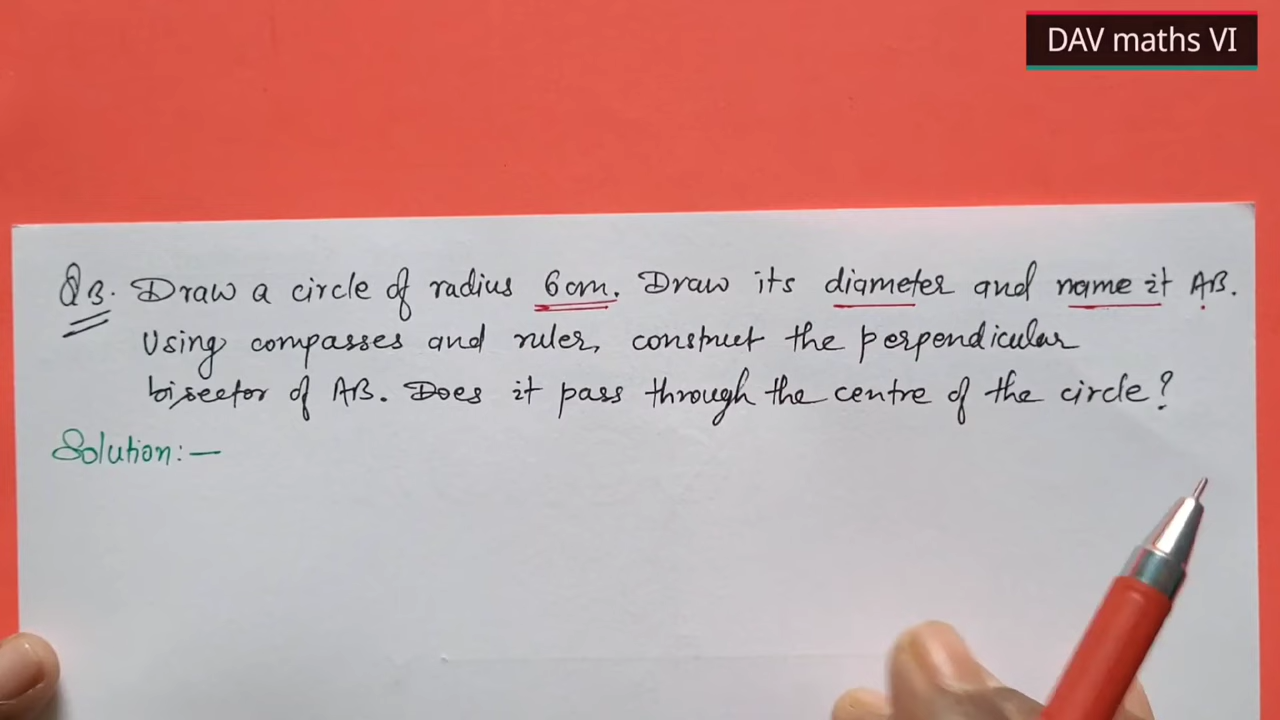 DAV maths VI
Q3. Draw a circle of radius 6cm. Draw its diameter and name it AB.
Using compasses and ruler, construct the perpendicular
bisector of AB. Does it pass through the centre of the circle?
Solution:—